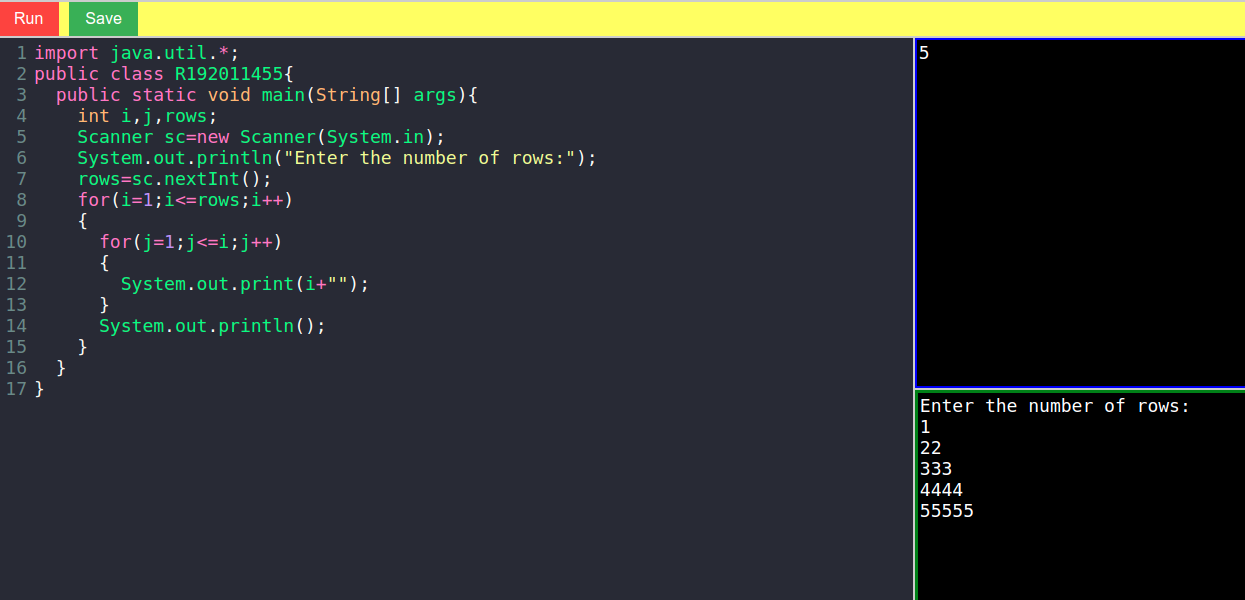 Run Save
1 import java.util.*;
2 public class R192011455{
3   public static void main(String[] args){
4     int i,j,rows;
5     Scanner sc=new Scanner(System.in);
6     System.out.println("Enter the number of rows:");
7     rows=sc.nextInt();
8     for(i=1;i<=rows;i++)
9     {
10       for(j=1;j<=i;j++)
11       {
12         System.out.print(i+"");
13       }
14       System.out.println();
15     }
16   }
17 }
5
Enter the number of rows:
1
22
333
4444
55555